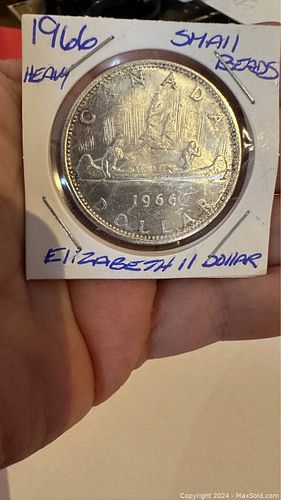 1966 SMALL
HEAVY BEADS
CANADA
1966
DOLLAR
ELIZABETH II DOLLAR
Copyright © 2024 - MaxSold.com